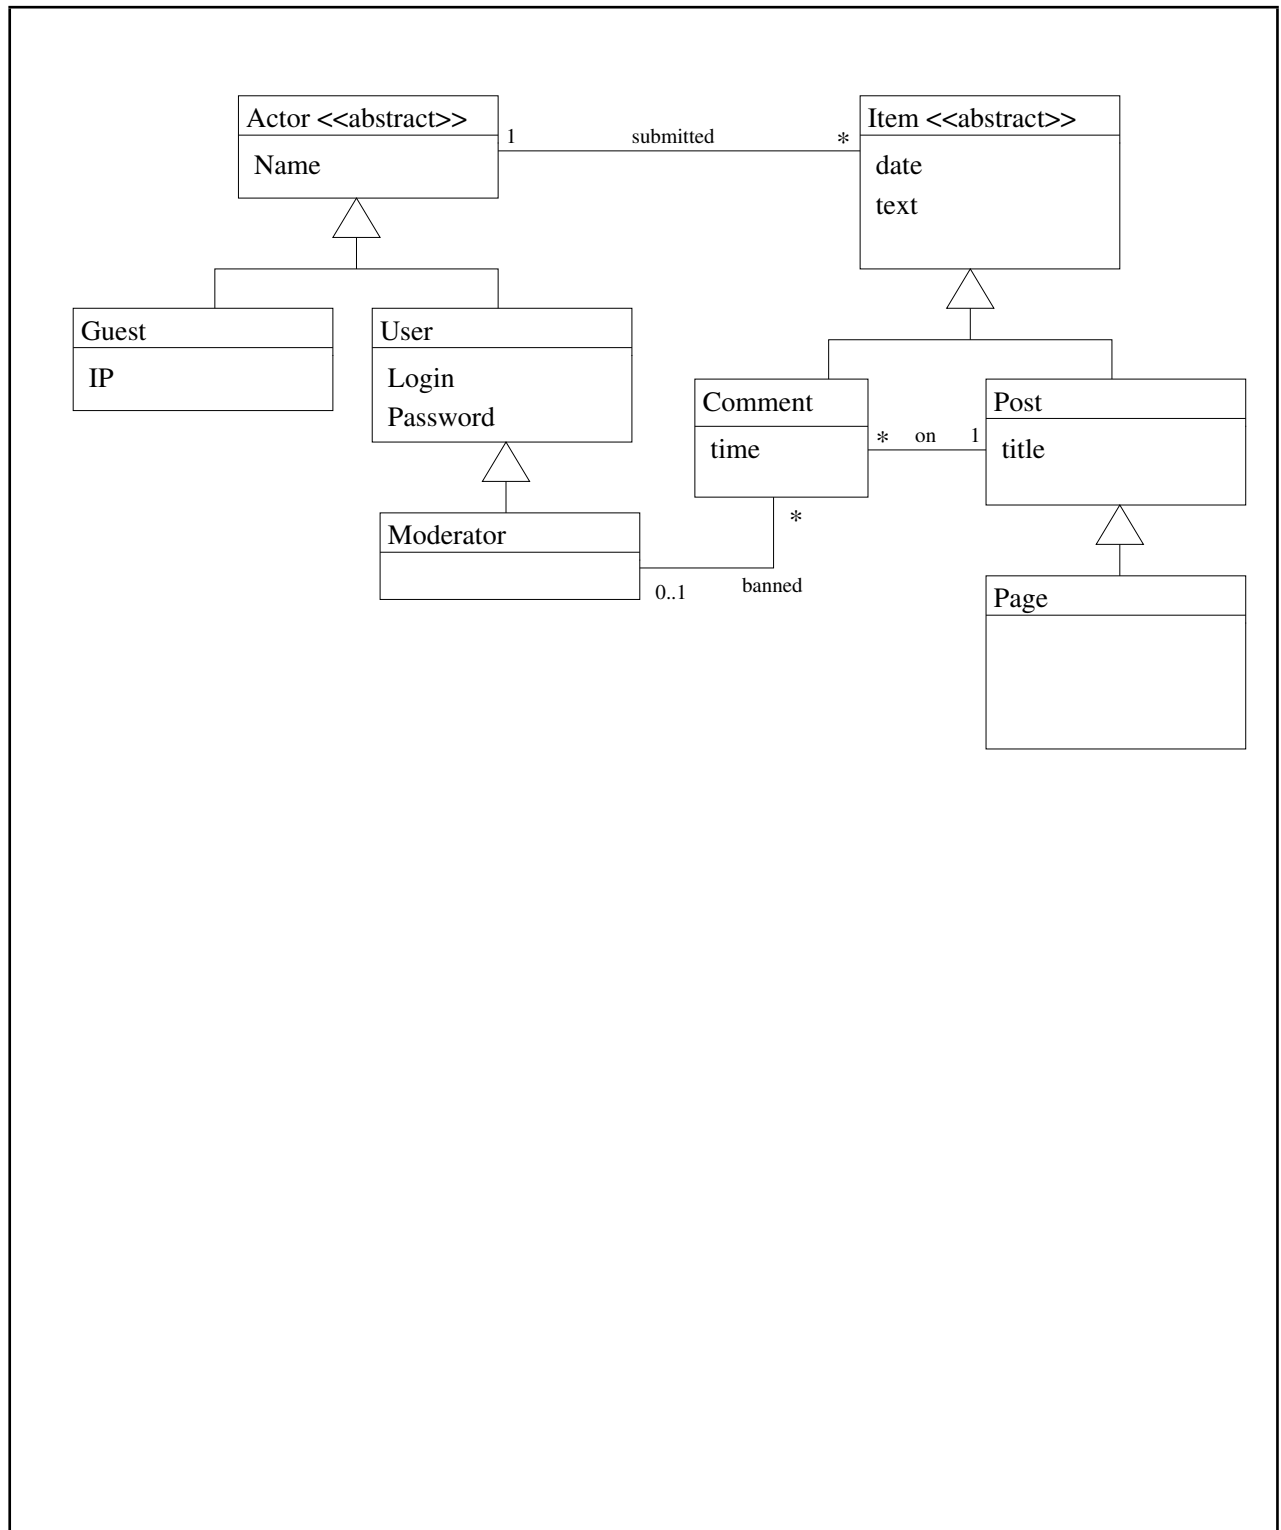 Actor <<abstract>>
Name
1
submitted
*
Item <<abstract>>
date
text
Guest
IP
User
Login
Password
Comment
time
*
on
1
Post
title
Moderator
0..1
banned
*
Page